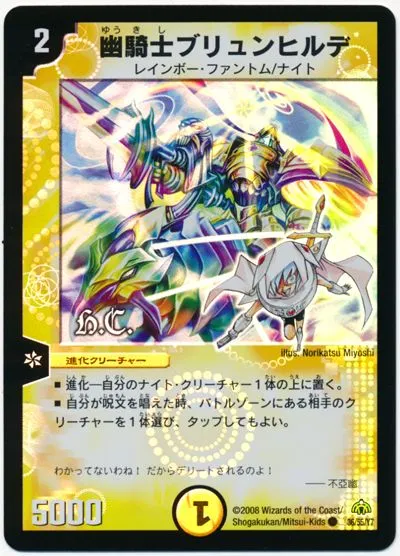 2
ゆうきし
幽騎士ブリュンヒルデ
レインボー・ファントム/ナイト
H.C.
illus. Norikatsu Miyoshi
進化クリーチャー
■ 進化―自分のナイト・クリーチャー1体の上に置く。
■ 自分が呪文を唱えた時、バトルゾーンにある相手のク
リーチャーを1体選び、タップしてもよい。
わかってないわね! だからデリートされるのよ!
―― 不亞幽
5000
1
©2008 Wizards of the Coast/
Shogakukan/Mitsui-Kids ● 36/55/Y7